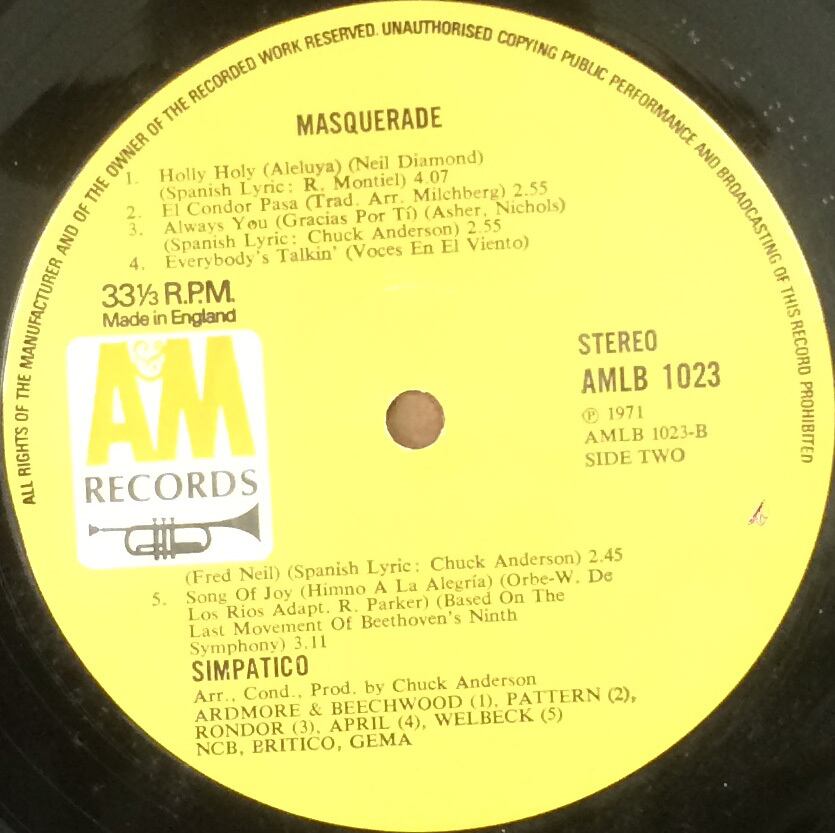 ALL RIGHTS OF THE MANUFACTURER AND OF THE OWNER OF THE RECORDED WORK RESERVED. UNAUTHORISED COPYING PUBLIC PERFORMANCE AND BROADCASTING OF THIS RECORD PROHIBITED
MASQUERADE
1. Holly Holy (Aleluya) (Neil Diamond)
(Spanish Lyric: R. Montiel) 4.07
2. El Condor Pasa (Trad. Arr. Milchberg) 2.55
3. Always You (Gracias Por Tí) (Asher, Nichols)
(Spanish Lyric: Chuck Anderson) 2.55
4. Everybody's Talkin' (Voces En El Viento)
33⅓ R.P.M.
Made in England
A&M
RECORDS
STEREO
AMLB 1023
℗ 1971
AMLB 1023-B
SIDE TWO
(Fred Neil) (Spanish Lyric: Chuck Anderson) 2.45
5. Song Of Joy (Himno A La Alegría) (Orbe-W. De
Los Rios Adapt. R. Parker) (Based On The
Last Movement Of Beethoven's Ninth
Symphony) 3.11
SIMPATICO
Arr., Cond., Prod. by Chuck Anderson
ARDMORE & BEECHWOOD (1), PATTERN (2),
RONDOR (3), APRIL (4), WELBECK (5)
NCB, BRITICO, GEMA